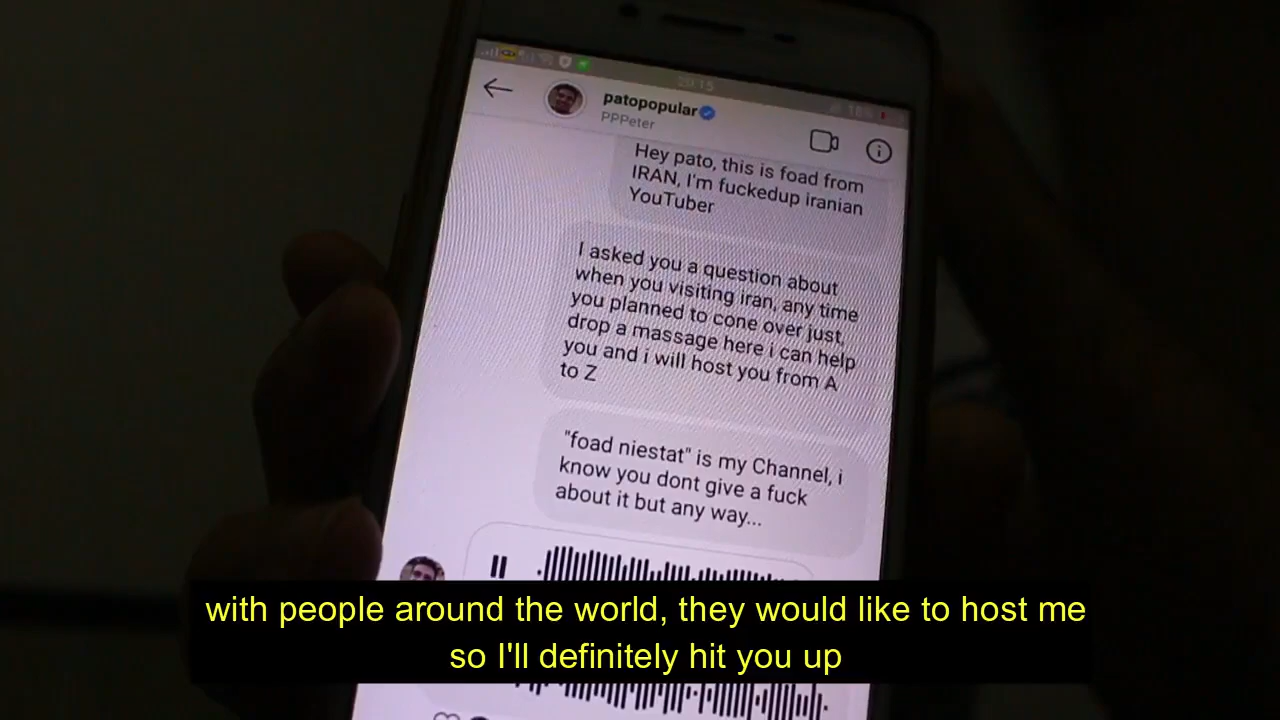 20:15
patopopular
PPPeter
Hey pato, this is foad from
IRAN, I'm fuckedup iranian
YouTuber
I asked you a question about
when you visiting iran, any time
you planned to cone over just,
drop a massage here i can help
you and i will host you from A
to Z
"foad niestat" is my Channel, i
know you dont give a fuck
about it but any way...
with people around the world, they would like to host me
so I'll definitely hit you up